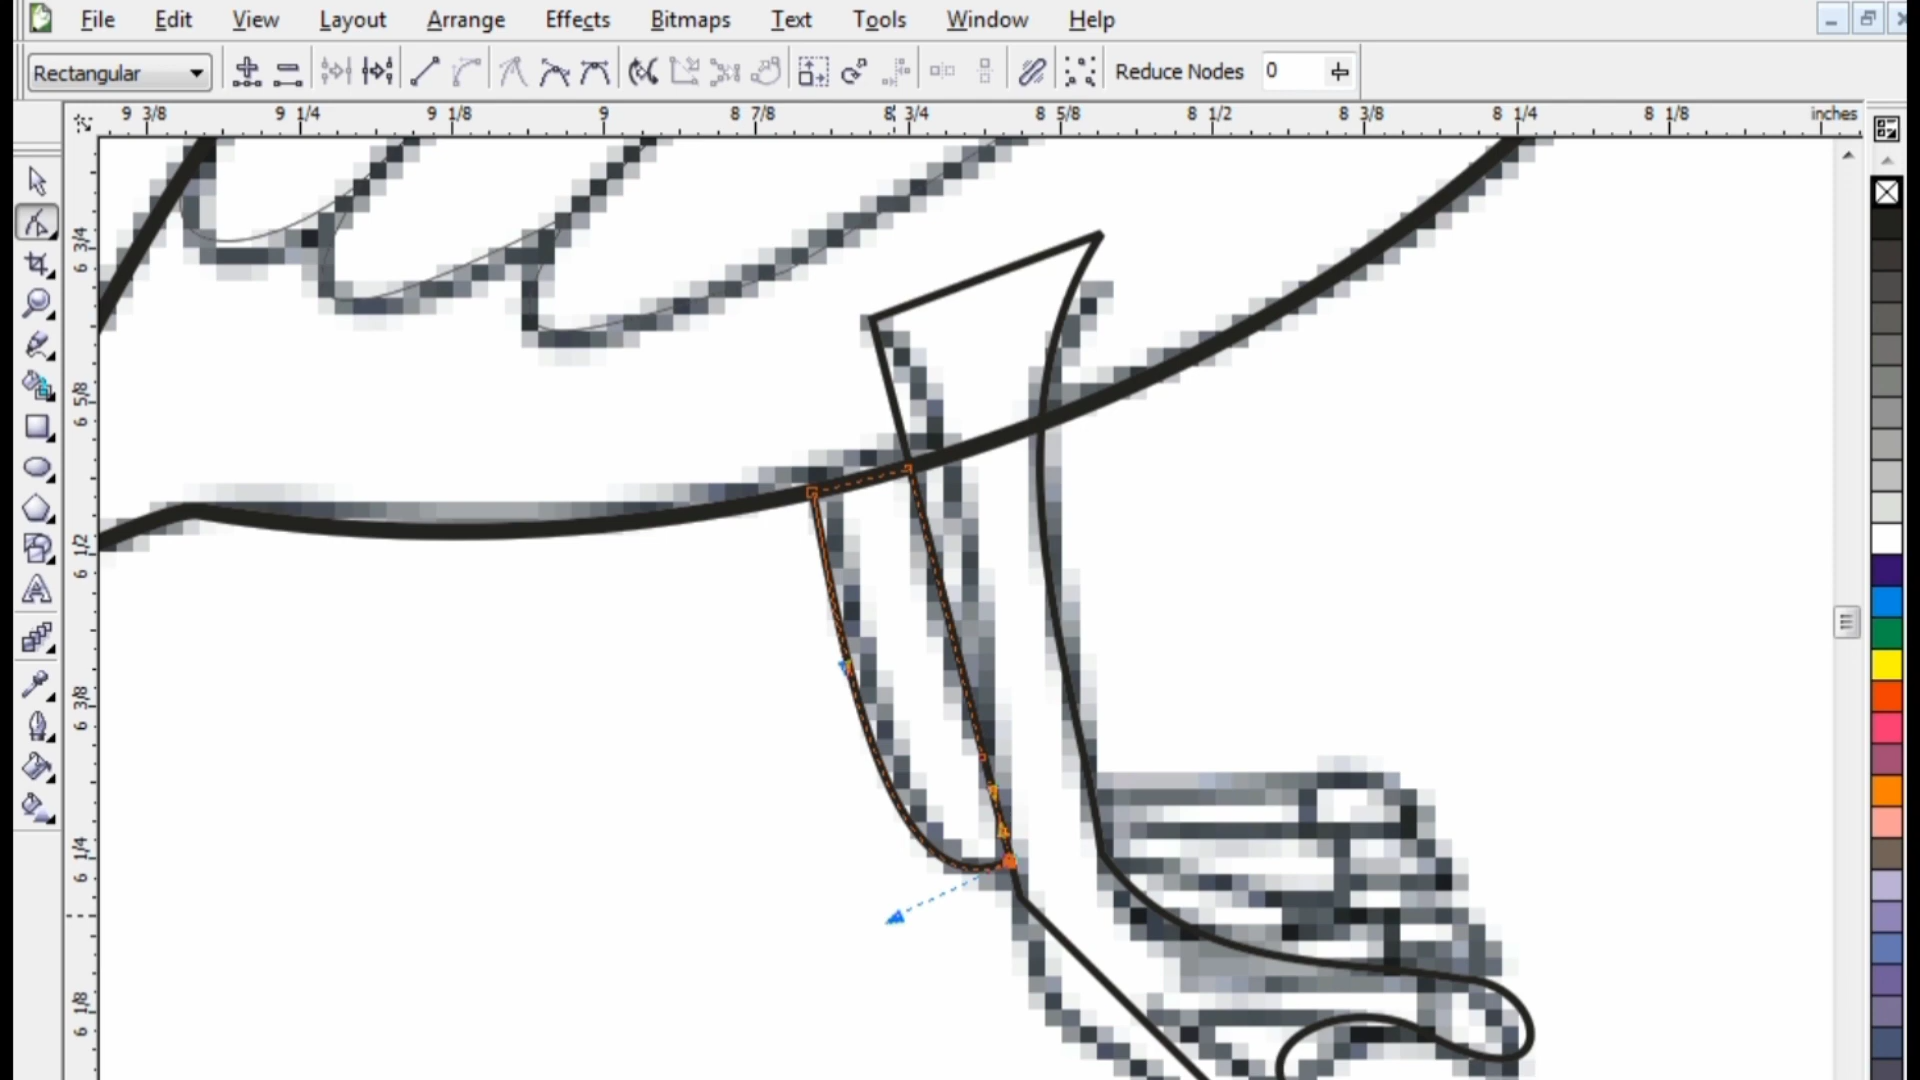 File Edit View Layout Arrange Effects Bitmaps Text Tools Window Help
Rectangular Reduce Nodes 0
9 3/8 9 1/4 9 1/8 9 8 7/8 8 3/4 8 5/8 8 1/2 8 3/8 8 1/4 8 1/8 inches
6 3/4
6 5/8
6 1/2
6 3/8
6 1/4
6 1/8